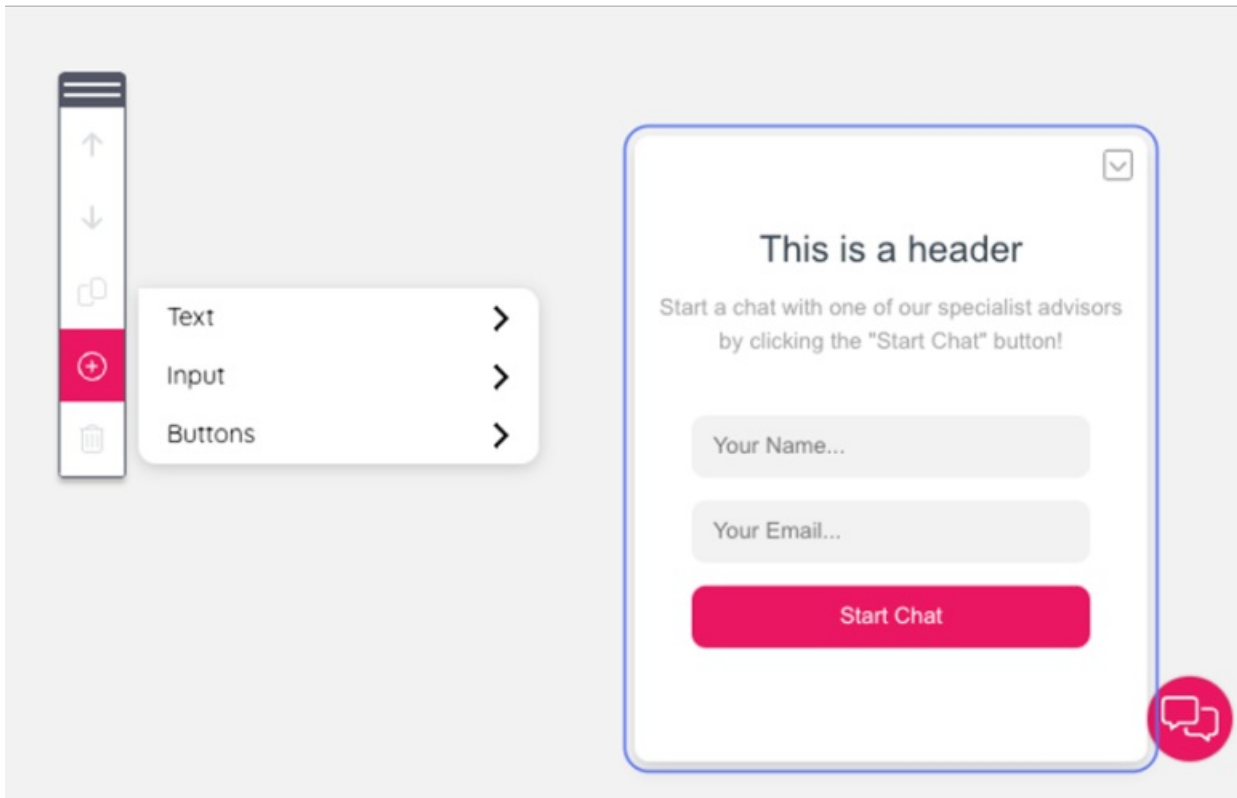 Text
Input
Buttons
This is a header
Start a chat with one of our specialist advisors
by clicking the "Start Chat" button!
Your Name...
Your Email...
Start Chat